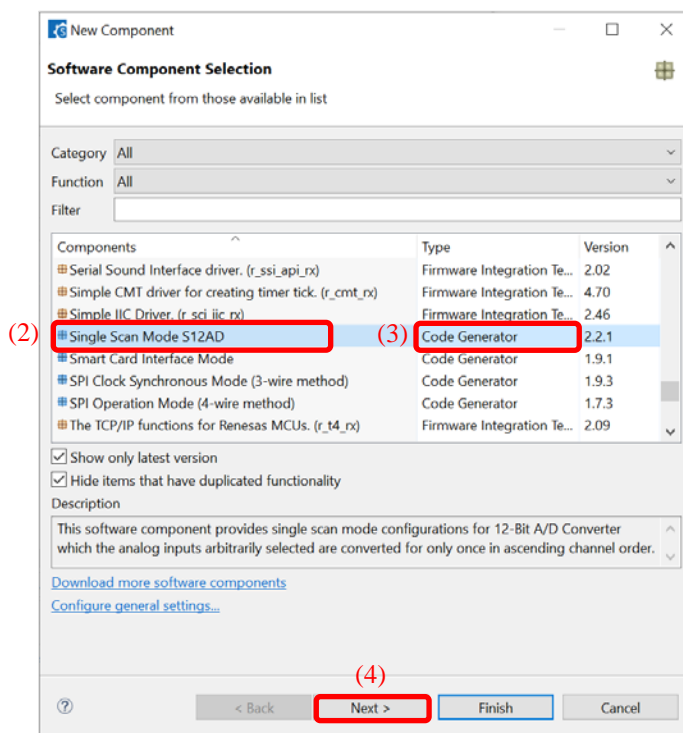 New Component
Software Component Selection
Select component from those available in list
Category All
Function All
Filter
Components Type Version
Serial Sound Interface driver. (r_ssi_api_rx) Firmware Integration Te... 2.02
Simple CMT driver for creating timer tick. (r_cmt_rx) Firmware Integration Te... 4.70
Simple IIC Driver. (r_sci_iic_rx) Firmware Integration Te... 2.46
(2) Single Scan Mode S12AD (3) Code Generator 2.2.1
Smart Card Interface Mode Code Generator 1.9.1
SPI Clock Synchronous Mode (3-wire method) Code Generator 1.9.3
SPI Operation Mode (4-wire method) Code Generator 1.7.3
The TCP/IP functions for Renesas MCUs. (r_t4_rx) Firmware Integration Te... 2.09
Show only latest version
Hide items that have duplicated functionality
Description
This software component provides single scan mode configurations for 12-Bit A/D Converter
which the analog inputs arbitrarily selected are converted for only once in ascending channel order.
Download more software components
Configure general settings...
(4)
? < Back Next > Finish Cancel